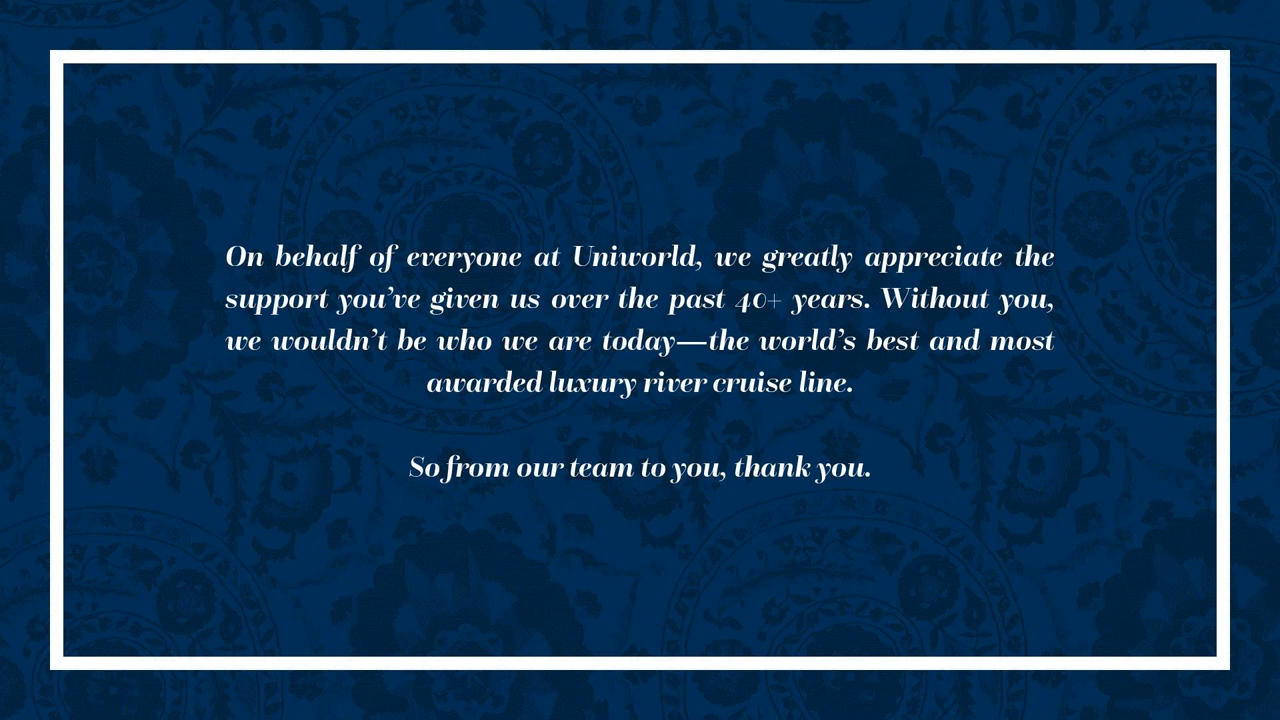 On behalf of everyone at Uniworld, we greatly appreciate the
support you’ve given us over the past 40+ years. Without you,
we wouldn’t be who we are today—the world’s best and most
awarded luxury river cruise line.
So from our team to you, thank you.